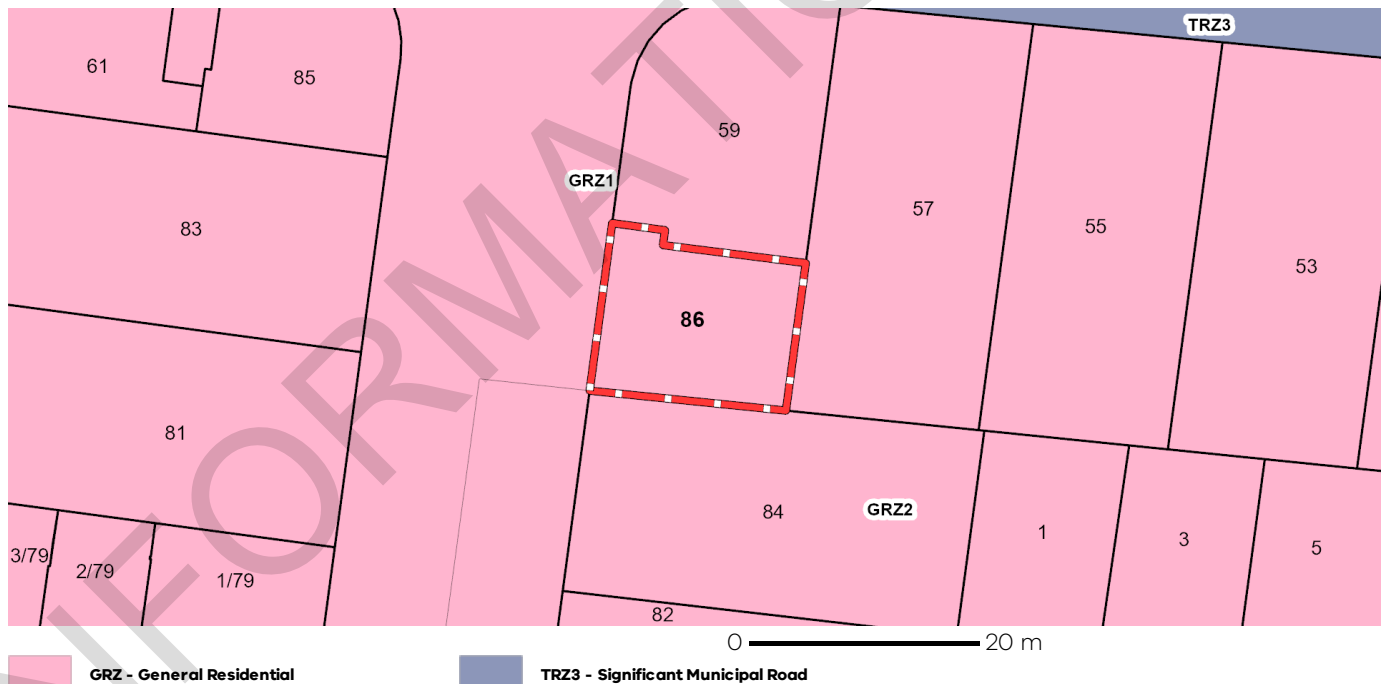 TRZ3
61
85
59
GRZ1
57
83
55
53
86
81
84
GRZ2
1
3
5
3/79
2/79
1/79
82
0 20 m
GRZ - General Residential
TRZ3 - Significant Municipal Road
NFORMATIO